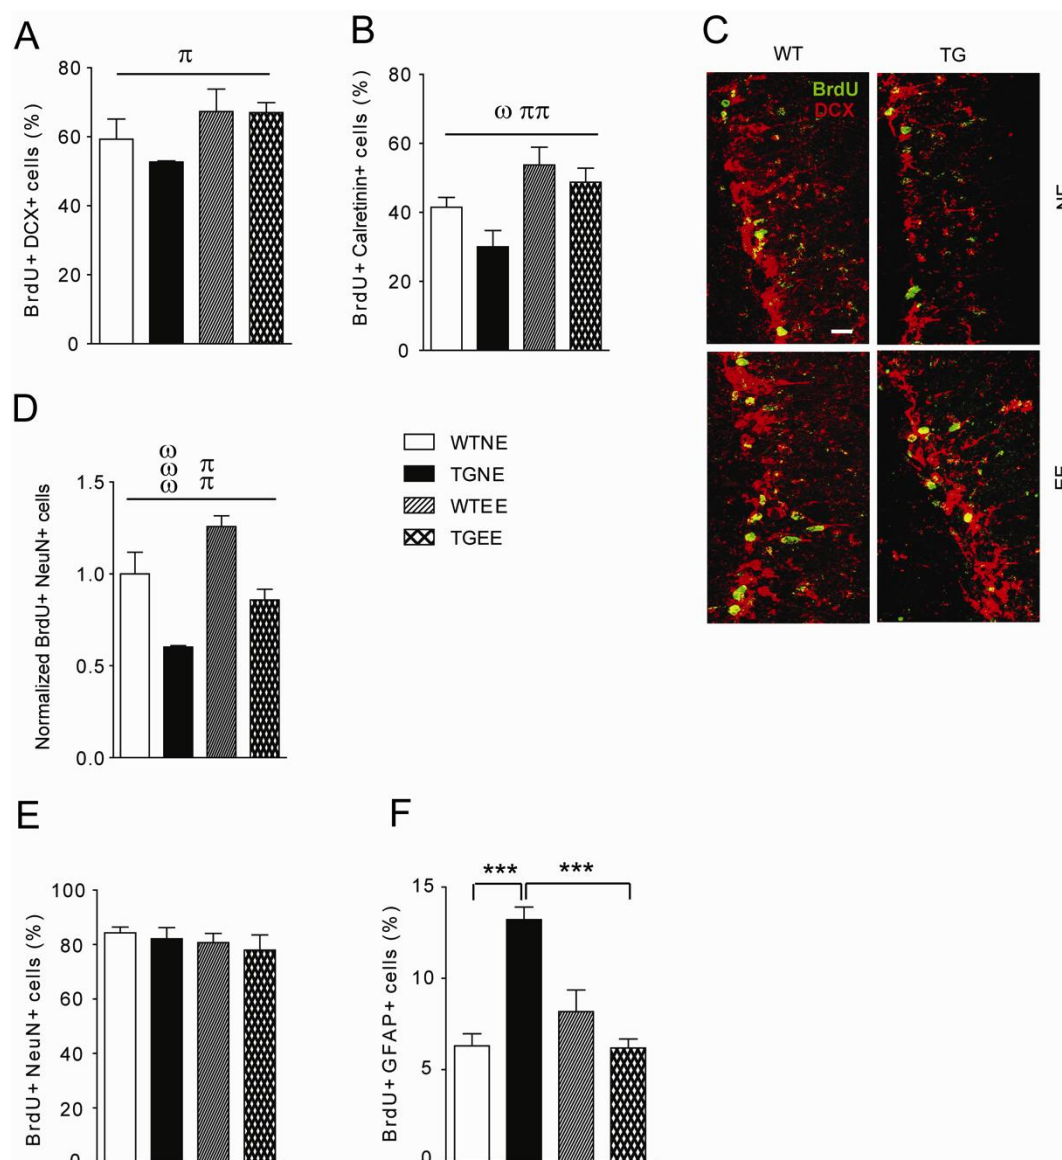 A
π
80
60
40
20
0
BrdU+ DCX+ cells (%)
B
ω ππ
80
60
40
20
0
BrdU+ Calretinin+ cells (%)
C
WT
TG
BrdU
DCX
NE
EE
D
ω
ω π
ω π
1.5
1.0
0.5
0.0
Normalized BrdU+ NeuN+ cells
WTNE
TGNE
WTEE
TGEE
E
100
80
60
40
20
0
BrdU+ NeuN+ cells (%)
F
***
***
15
10
5
0
BrdU+ GFAP+ cells (%)